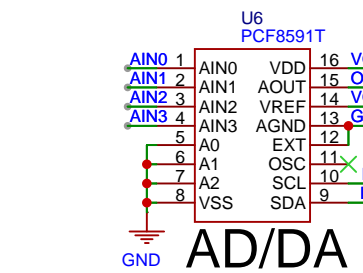 U6
PCF8591T
AIN0 1 AIN0 VDD 16
AIN1 2 AIN1 AOUT 15
AIN2 3 AIN2 VREF 14
AIN3 4 AIN3 AGND 13
5 A0 EXT 12
6 A1 OSC 11
7 A2 SCL 10
8 VSS SDA 9
GND
AD/DA